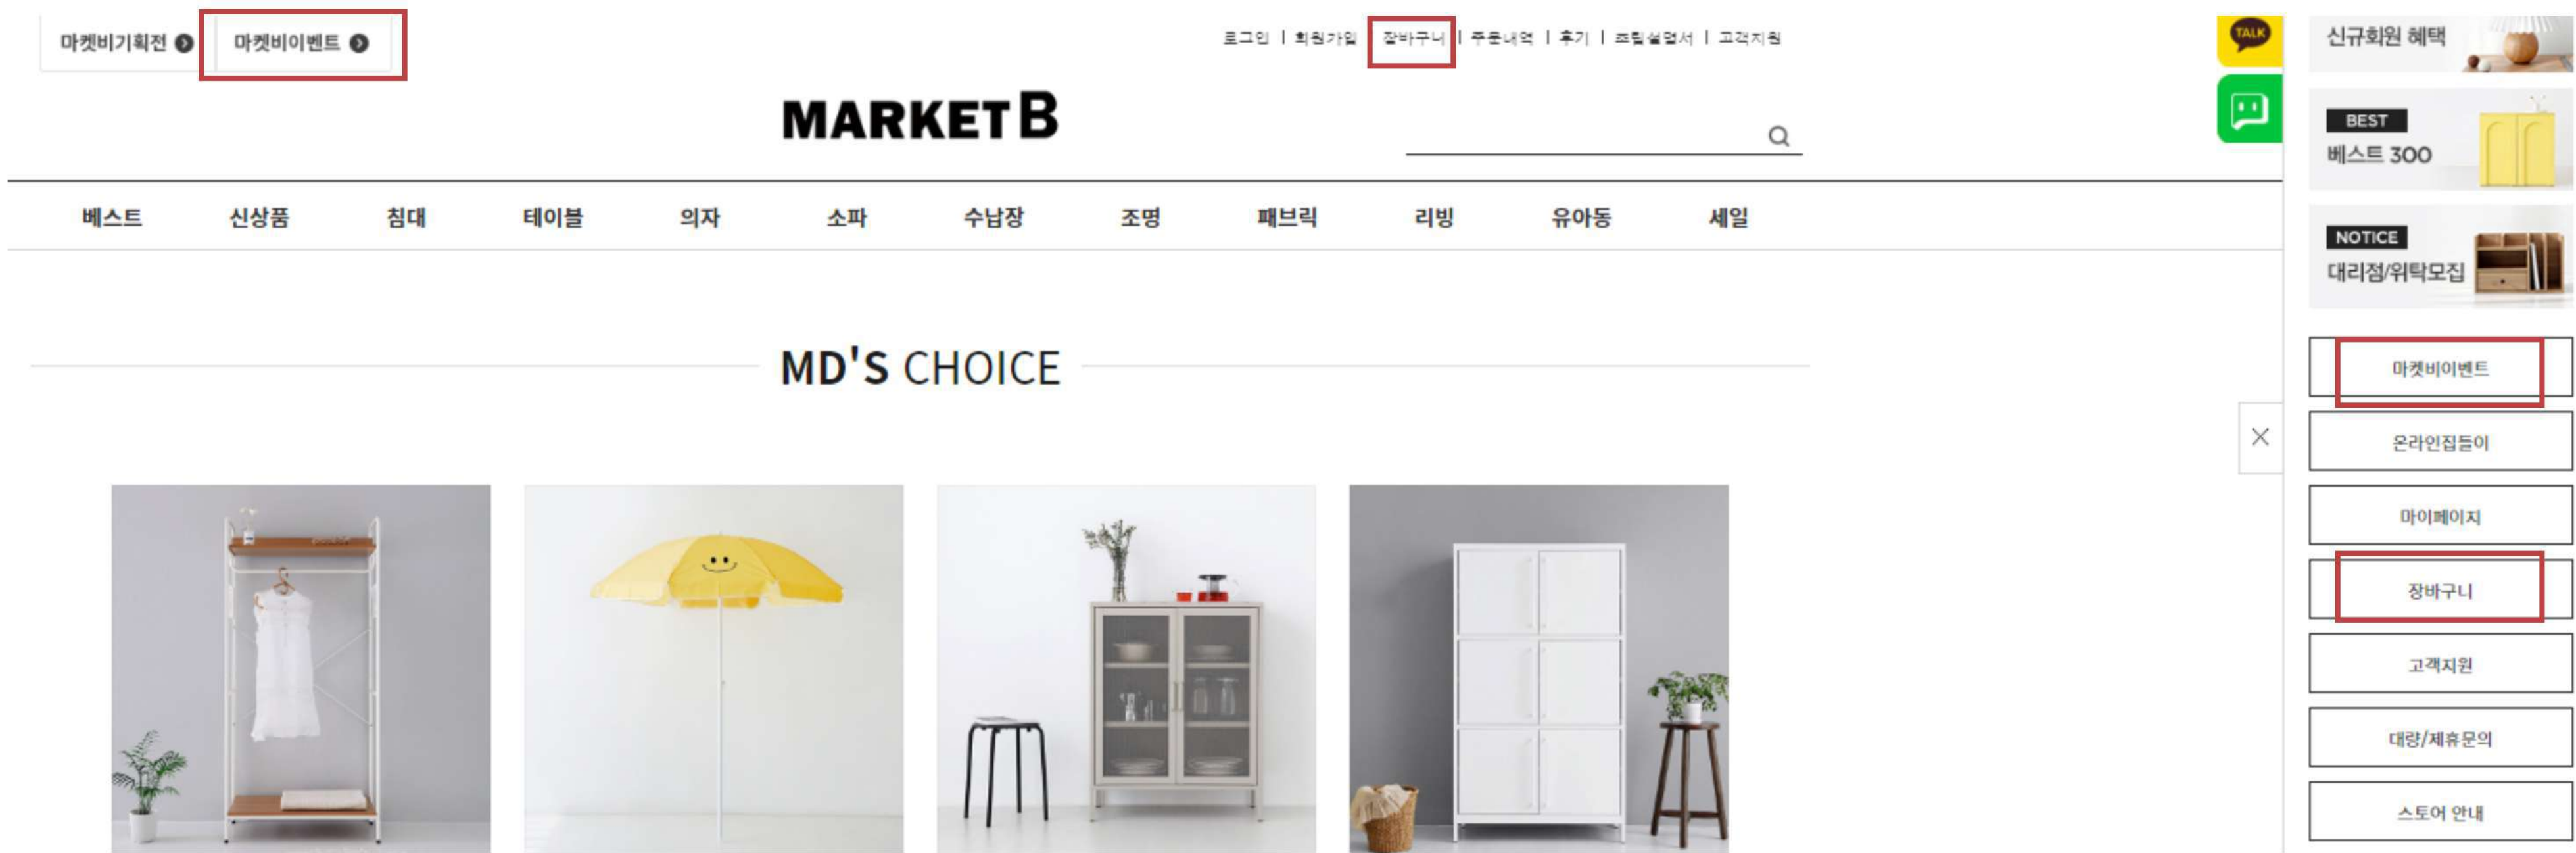 마켓비기획전
마켓비이벤트
로그인 | 회원가입 | 장바구니 | 주문내역 | 후기 | 조립설명서 | 고객지원
MARKET B
베스트 신상품 침대 테이블 의자 소파 수납장 조명 패브릭 리빙 유아동 세일
MD'S CHOICE
TALK
신규회원 혜택
BEST
베스트 300
NOTICE
대리점/위탁모집
마켓비이벤트
온라인집들이
마이페이지
장바구니
고객지원
대량/제휴문의
스토어 안내